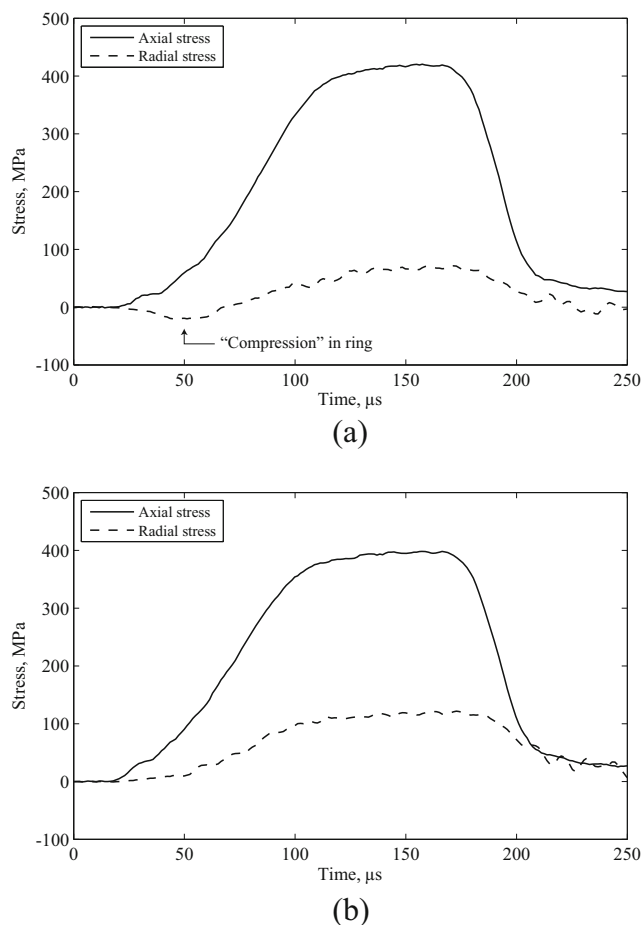 500
400
300
200
100
0
-100
Stress, MPa
Axial stress
Radial stress
“Compression” in ring
0 50 100 150 200 250
Time, µs
(a)
500
400
300
200
100
0
-100
Stress, MPa
Axial stress
Radial stress
0 50 100 150 200 250
Time, µs
(b)